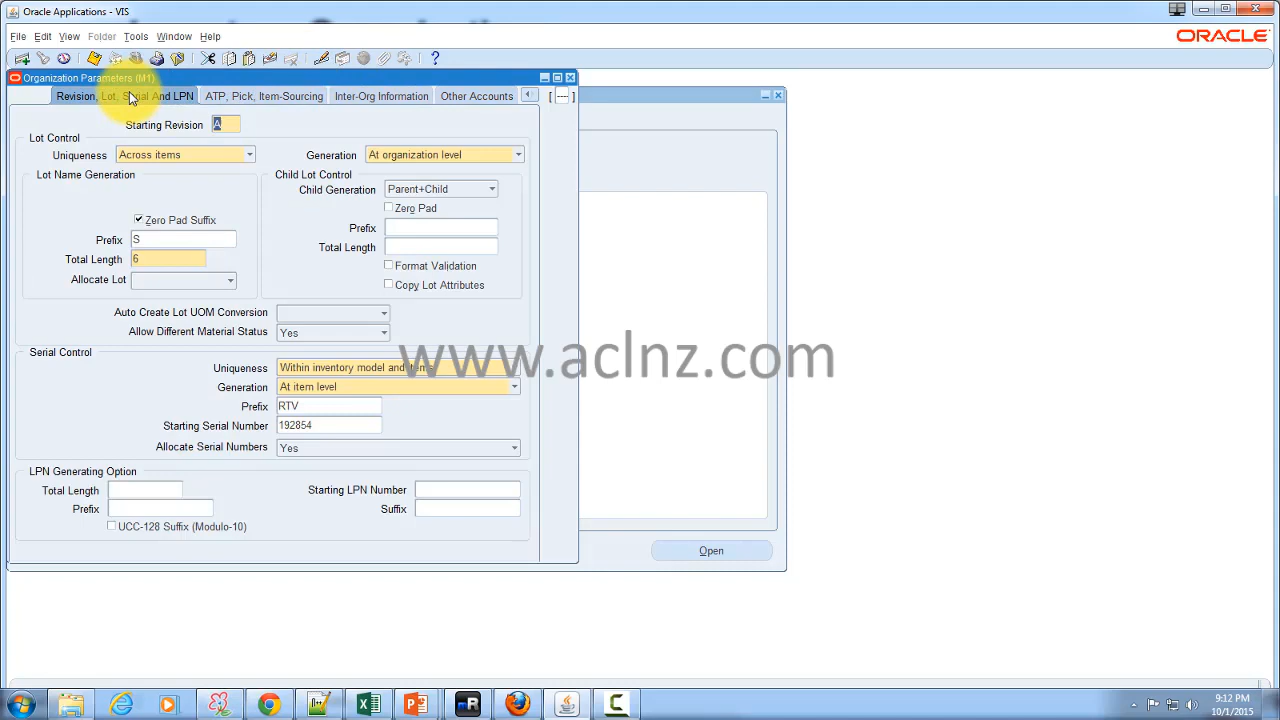 Oracle Applications - VIS
File Edit View Folder Tools Window Help
ORACLE
Organization Parameters (M1)
Revision, Lot, Serial And LPN ATP, Pick, Item-Sourcing Inter-Org Information Other Accounts
Starting Revision A
Lot Control
Uniqueness Across items Generation At organization level
Lot Name Generation Child Lot Control
Child Generation Parent+Child
Zero Pad
Zero Pad Suffix
Prefix
Prefix S
Total Length
Total Length 6
Format Validation
Allocate Lot
Copy Lot Attributes
Auto Create Lot UOM Conversion
Allow Different Material Status Yes
Serial Control
www.aclnz.com
Uniqueness Within inventory model and items
Generation At item level
Prefix RTV
Starting Serial Number 192854
Allocate Serial Numbers Yes
LPN Generating Option
Total Length Starting LPN Number
Prefix Suffix
UCC-128 Suffix (Modulo-10)
Open
9:12 PM
10/1/2015